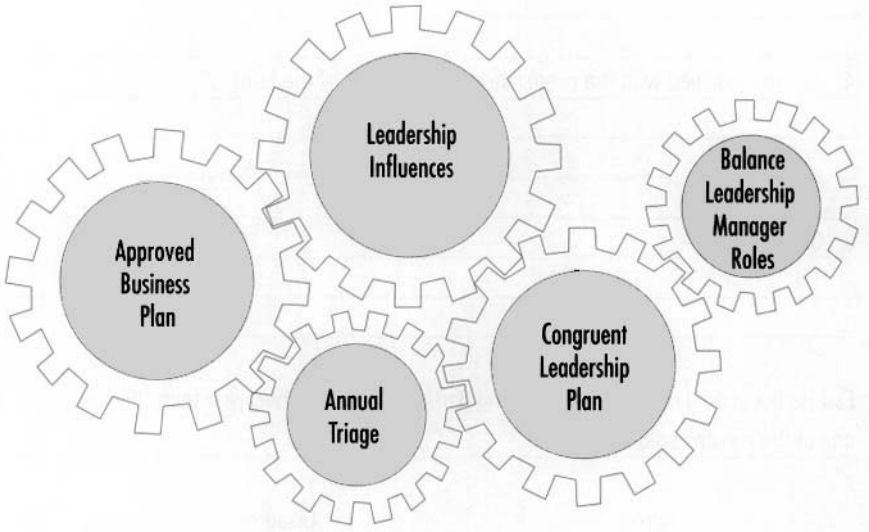 Leadership
Influences
Balance
Leadership
Manager
Roles
Approved
Business
Plan
Congruent
Leadership
Plan
Annual
Triage